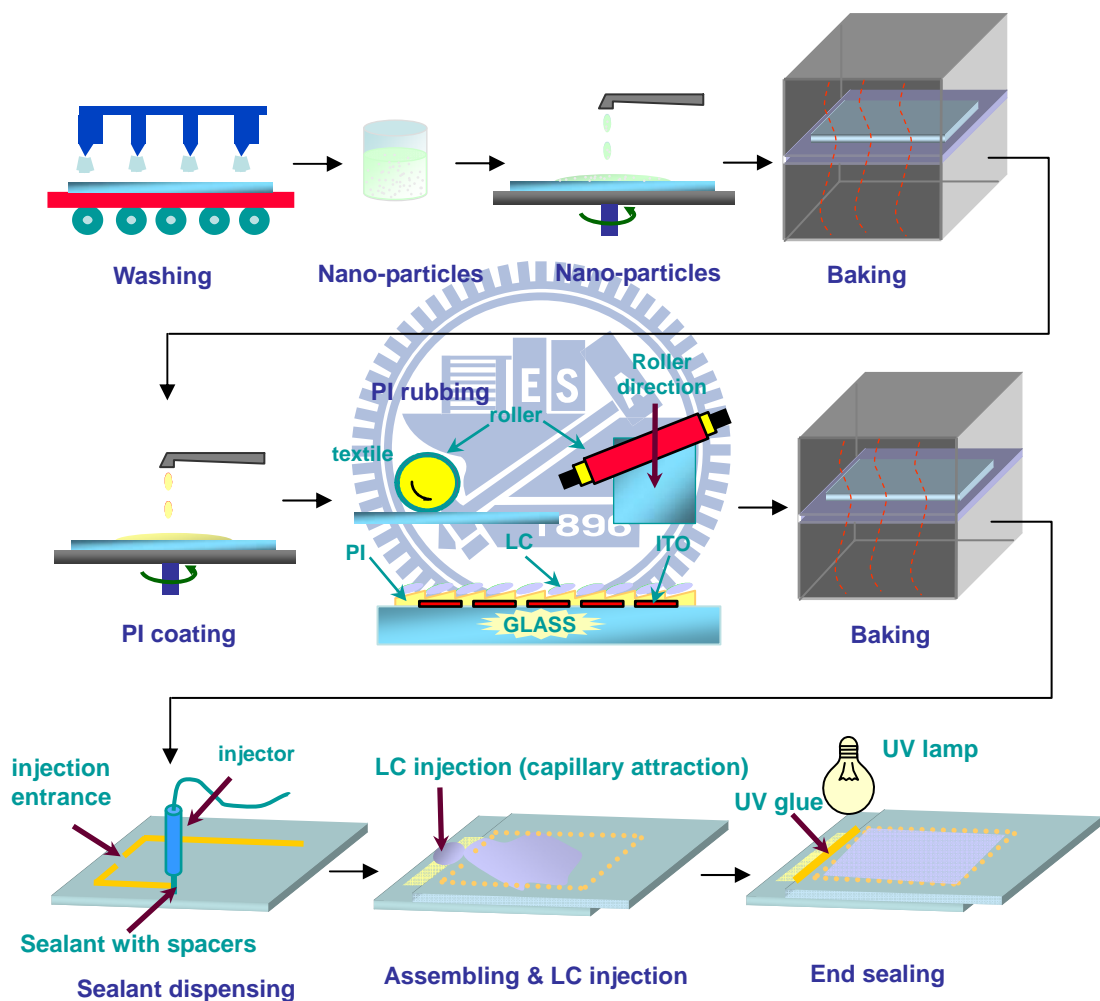 Washing
Nano-particles
Nano-particles
Baking
PI rubbing
Roller
direction
roller
textile
ES
1896
PI
LC
ITO
GLASS
PI coating
Baking
injection
entrance
injector
Sealant with spacers
Sealant dispensing
LC injection (capillary attraction)
Assembling & LC injection
UV lamp
UV glue
End sealing